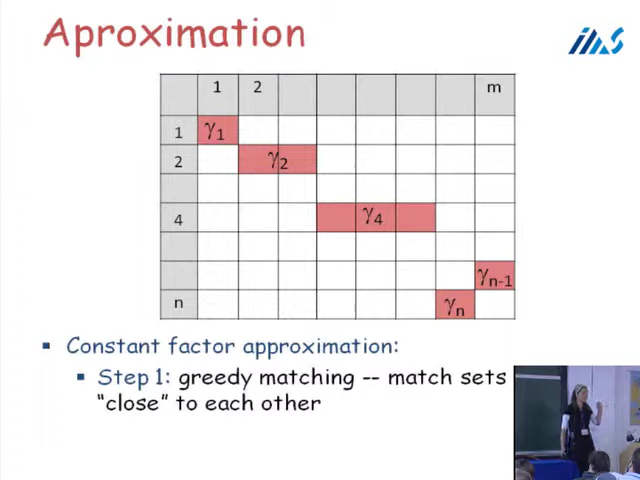 Aproximation
ims
1 2 m
1 γ1
2 γ2
4 γ4
γn-1
n γn
▪ Constant factor approximation:
▪ Step 1: greedy matching -- match sets
“close” to each other